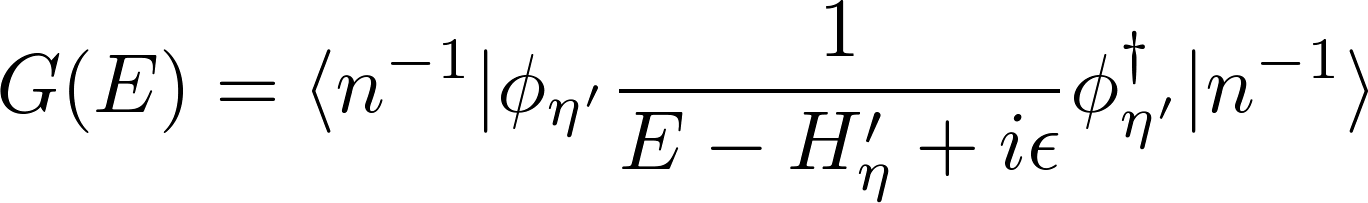 G(E) = ⟨n⁻¹|ϕ_{η′} \frac{1}{E − H′_η + iϵ} ϕ†_{η′}|n⁻¹⟩